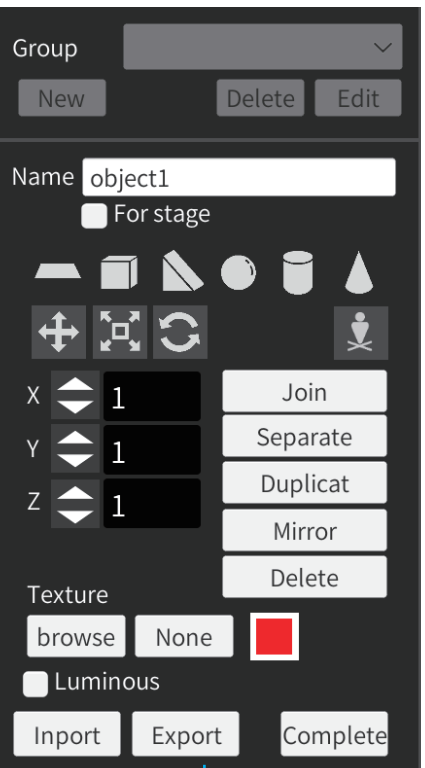 Group
New Delete Edit
Name object1
For stage
X 1 Join
Y 1 Separate
Z 1 Duplicat
Mirror
Delete
Texture
browse None
Luminous
Inport Export Complete